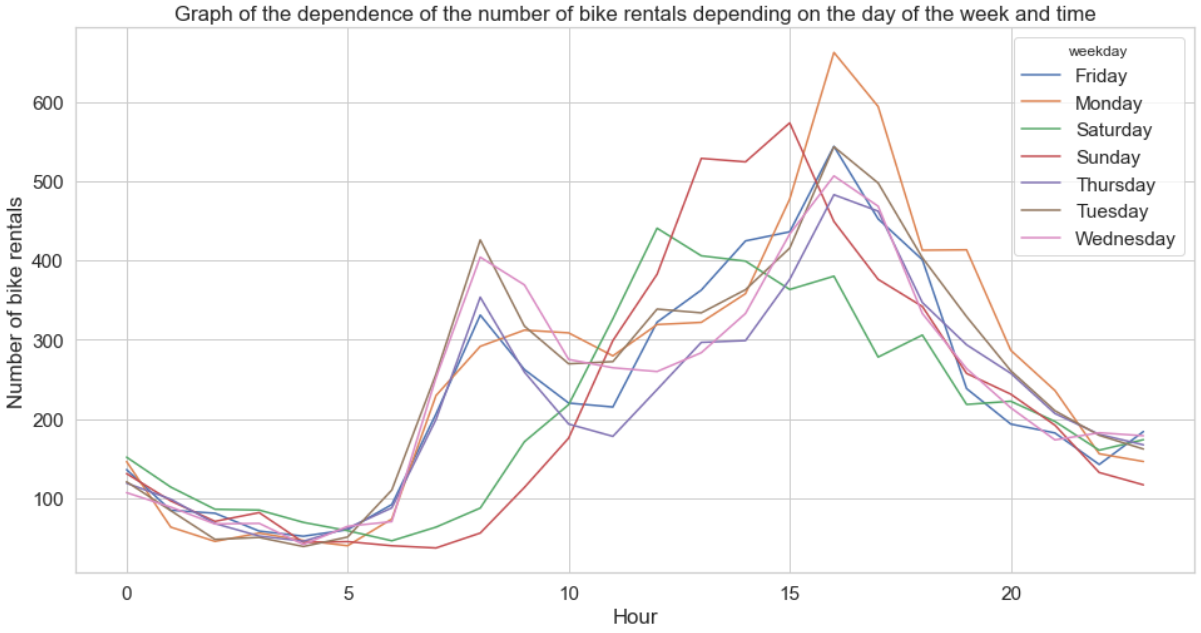 Graph of the dependence of the number of bike rentals depending on the day of the week and time
Number of bike rentals
600
500
400
300
200
100
0
5
10
15
20
Hour
weekday
Friday
Monday
Saturday
Sunday
Thursday
Tuesday
Wednesday